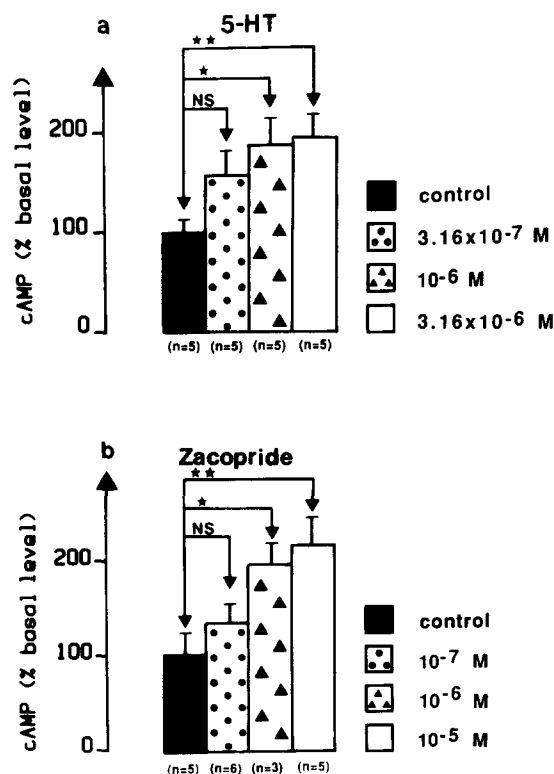 a
5-HT
★★
★
NS
cAMP (% basal level)
200
100
0
control
3.16x10-7 M
10-6 M
3.16x10-6 M
(n=5) (n=5) (n=5) (n=5)
b
Zacopride
★★
★
NS
cAMP (% basal level)
200
100
0
control
10-7 M
10-6 M
10-5 M
(n=5) (n=6) (n=3) (n=5)